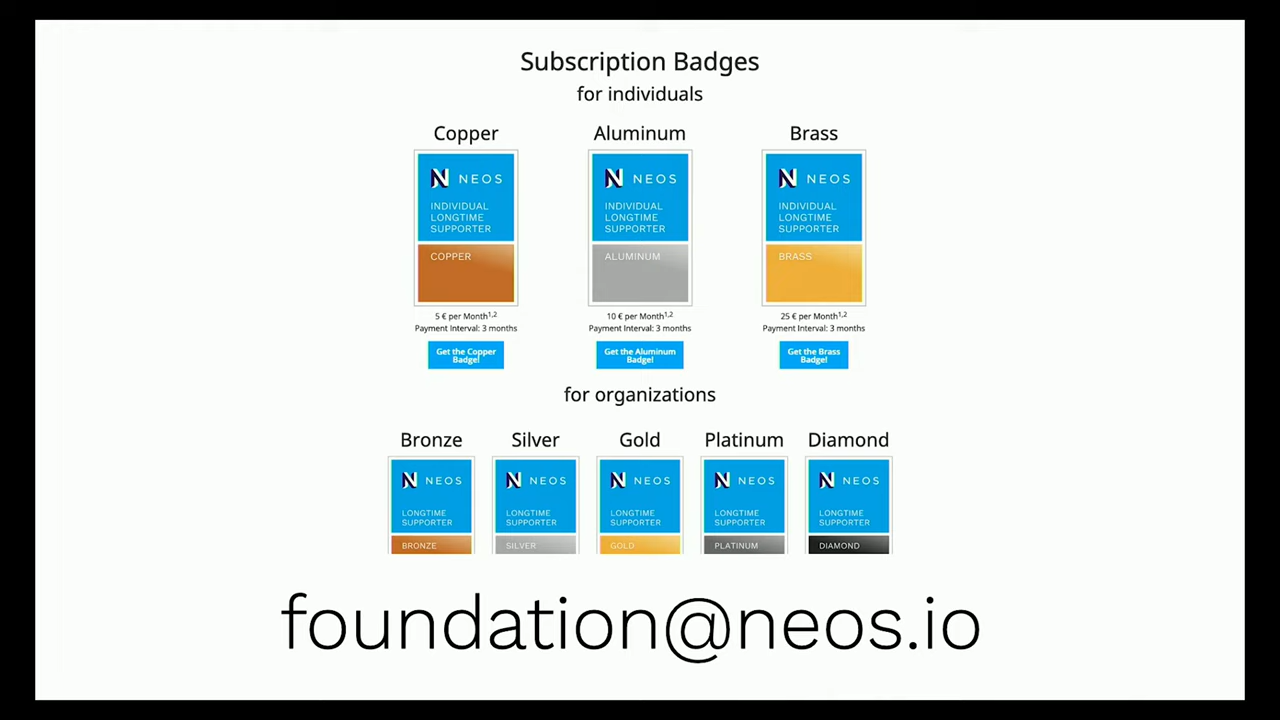 Subscription Badges
for individuals
Copper Aluminum Brass
NEOS NEOS NEOS
INDIVIDUAL INDIVIDUAL INDIVIDUAL
LONGTIME LONGTIME LONGTIME
SUPPORTER SUPPORTER SUPPORTER
COPPER ALUMINUM BRASS
5 € per Month1,2 10 € per Month1,2 25 € per Month1,2
Payment Interval: 3 months Payment Interval: 3 months Payment Interval: 3 months
Get the Copper Get the Aluminum Get the Brass
Badge! Badge! Badge!
for organizations
Bronze Silver Gold Platinum Diamond
NEOS NEOS NEOS NEOS NEOS
LONGTIME LONGTIME LONGTIME LONGTIME LONGTIME
SUPPORTER SUPPORTER SUPPORTER SUPPORTER SUPPORTER
BRONZE SILVER GOLD PLATINUM DIAMOND
foundation@neos.io